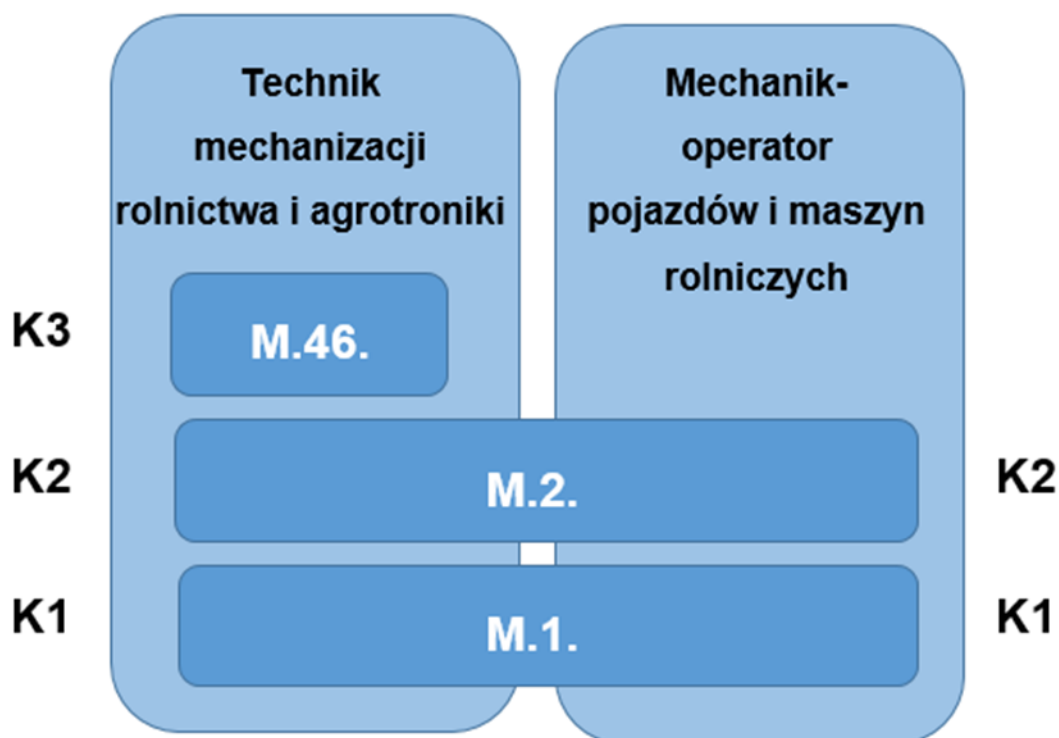 Technik
mechanizacji
rolnictwa i agrotroniki
Mechanik-
operator
pojazdów i maszyn
rolniczych
K3
M.46.
K2
M.2.
K2
K1
M.1.
K1